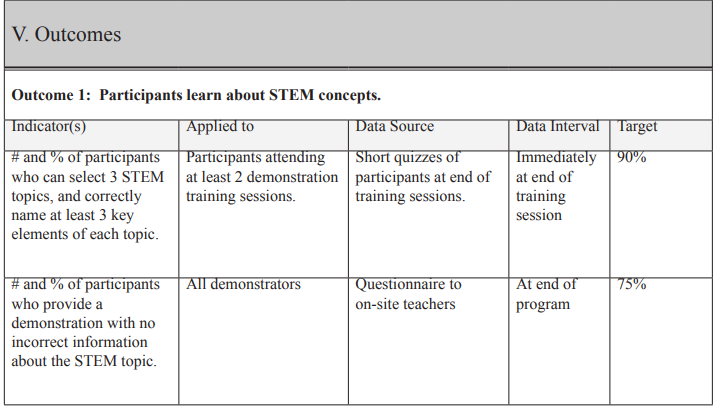 V. Outcomes
Outcome 1:  Participants learn about STEM concepts.
Indicator(s) Applied to Data Source Data Interval Target
# and % of participants who can select 3 STEM topics, and correctly name at least 3 key elements of each topic. Participants attending at least 2 demonstration training sessions. Short quizzes of participants at end of training sessions. Immediately at end of training session 90%
# and % of participants who provide a demonstration with no incorrect information about the STEM topic. All demonstrators Questionnaire to on-site teachers At end of program 75%